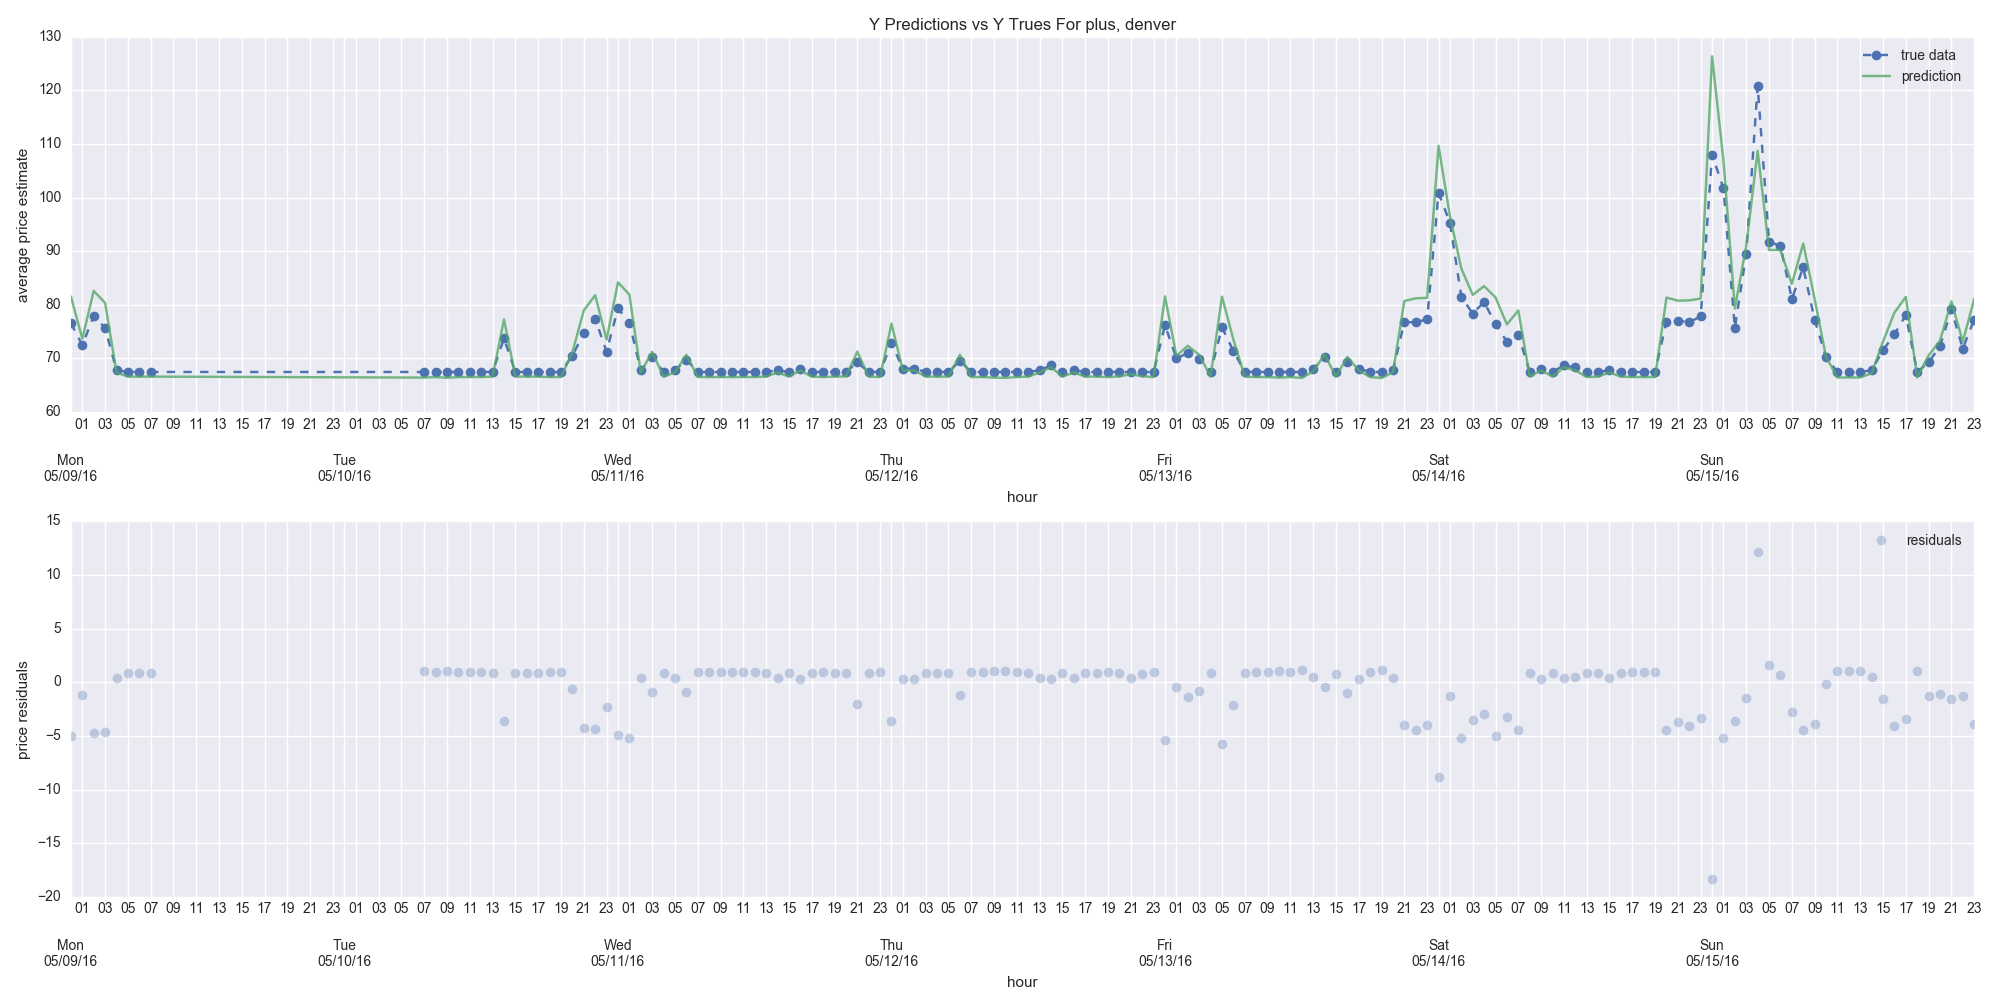 Y Predictions vs Y Trues For plus, denver
130
120
110
100
90
80
70
60
average price estimate
true data
prediction
01 03 05 07 09 11 13 15 17 19 21 23 01 03 05 07 09 11 13 15 17 19 21 23 01 03 05 07 09 11 13 15 17 19 21 23 01 03 05 07 09 11 13 15 17 19 21 23 01 03 05 07 09 11 13 15 17 19 21 23 01 03 05 07 09 11 13 15 17 19 21 23 01 03 05 07 09 11 13 15 17 19 21 23
Mon Tue Wed Thu Fri Sat Sun
05/09/16 05/10/16 05/11/16 05/12/16 05/13/16 05/14/16 05/15/16
hour
15
10
5
0
−5
−10
−15
−20
price residuals
residuals
01 03 05 07 09 11 13 15 17 19 21 23 01 03 05 07 09 11 13 15 17 19 21 23 01 03 05 07 09 11 13 15 17 19 21 23 01 03 05 07 09 11 13 15 17 19 21 23 01 03 05 07 09 11 13 15 17 19 21 23 01 03 05 07 09 11 13 15 17 19 21 23 01 03 05 07 09 11 13 15 17 19 21 23
Mon Tue Wed Thu Fri Sat Sun
05/09/16 05/10/16 05/11/16 05/12/16 05/13/16 05/14/16 05/15/16
hour